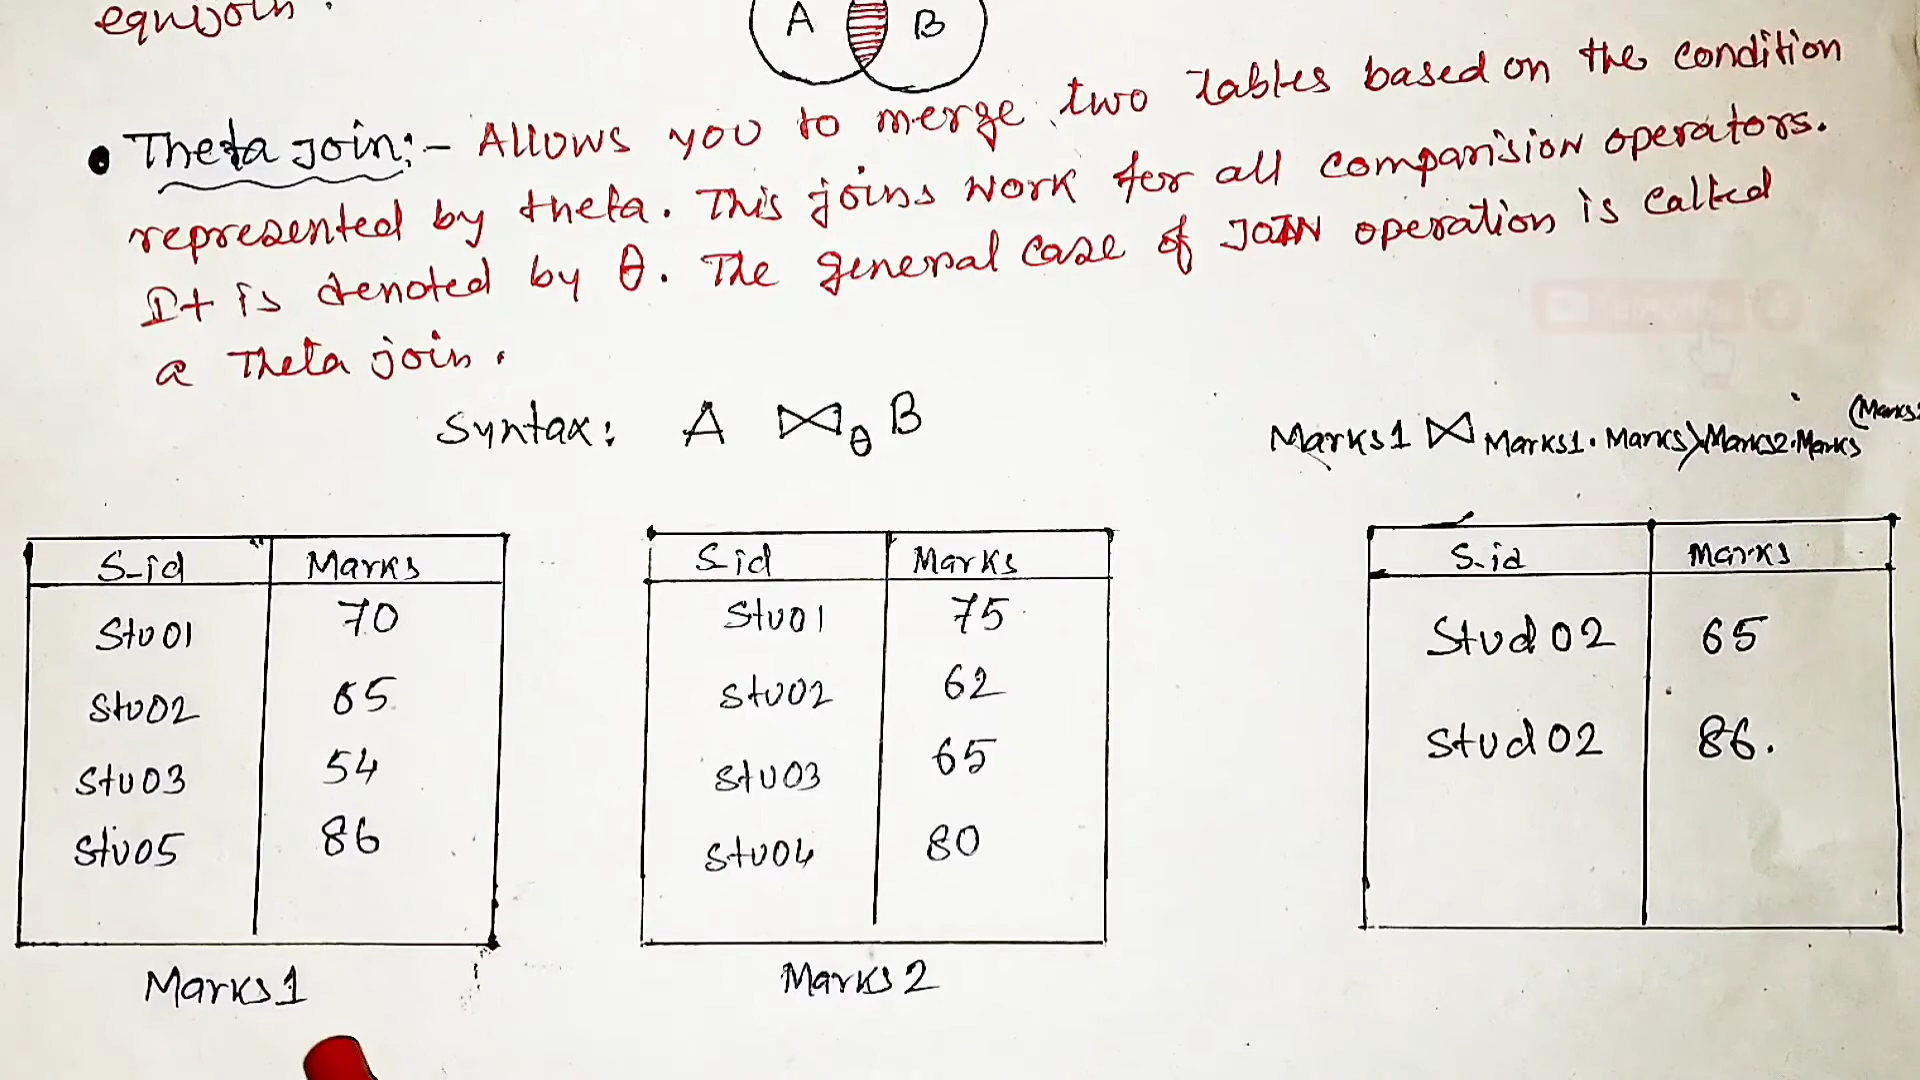 equijoin.
A B
• Theta join:- Allows you to merge two tables based on the condition
represented by theta. This joins work for all comparision operators.
It is denoted by θ. The general case of JOIN operation is called
a Theta join.
Syntax: A ⋈θ B
Marks1 ⋈ Marks1.Marks>Marks2.Marks (Marks
S-id Marks
Stu01 70
Stu02 65
Stu03 54
Stu05 86
Marks1
S-id Marks
Stu01 75
Stu02 62
Stu03 65
Stu04 80
Marks2
S-id Marks
Stud02 65
Stud02 86.